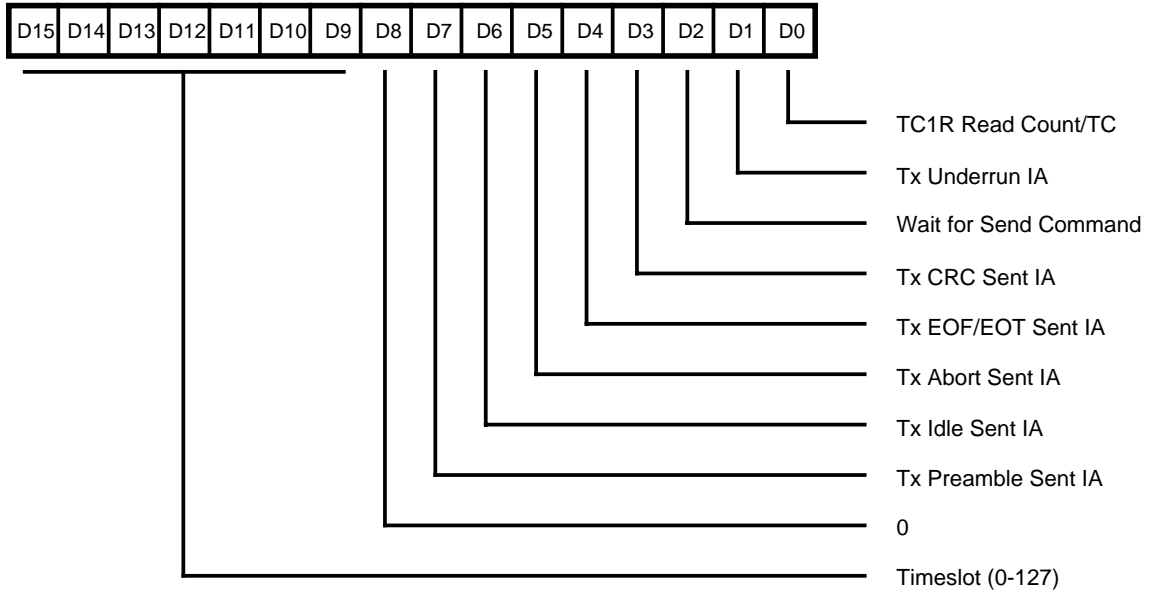 D15 D14 D13 D12 D11 D10 D9 D8 D7 D6 D5 D4 D3 D2 D1 D0
TC1R Read Count/TC
Tx Underrun IA
Wait for Send Command
Tx CRC Sent IA
Tx EOF/EOT Sent IA
Tx Abort Sent IA
Tx Idle Sent IA
Tx Preamble Sent IA
0
Timeslot (0-127)